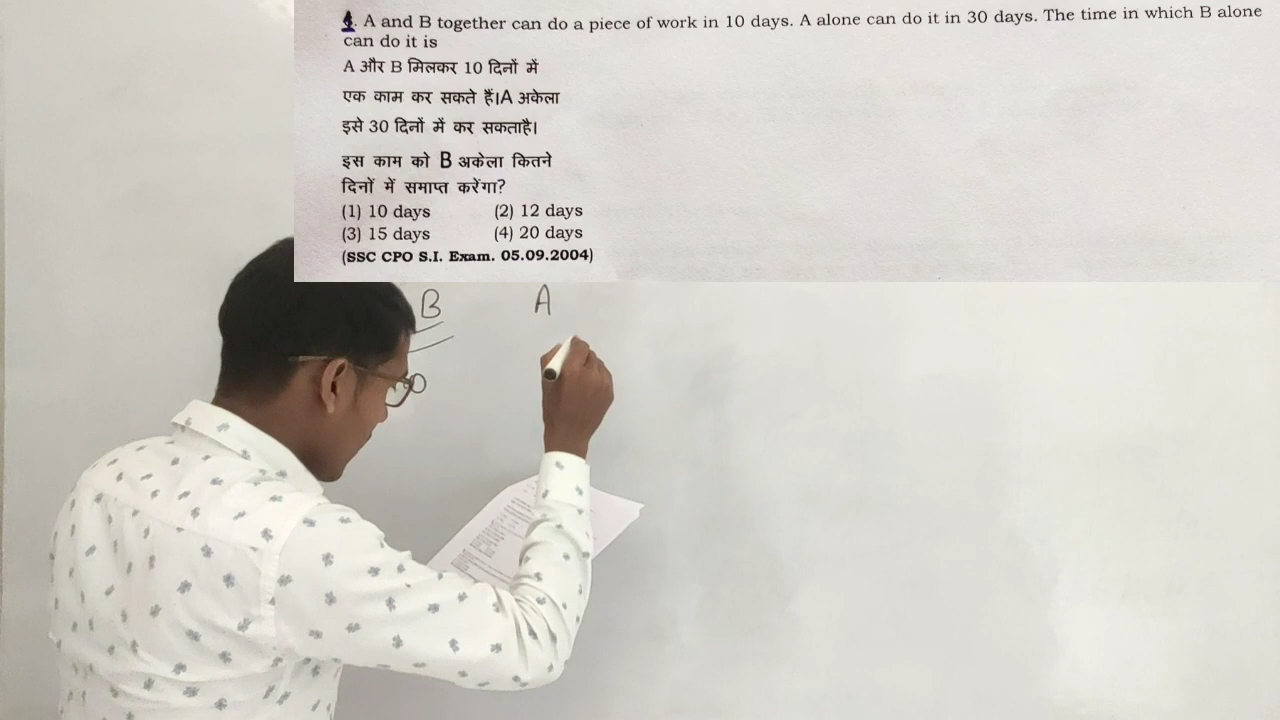 1. A and B together can do a piece of work in 10 days. A alone can do it in 30 days. The time in which B alone
can do it is
A और B मिलकर 10 दिनों में
एक काम कर सकते हैं।A अकेला
इसे 30 दिनों में कर सकताहै।
इस काम को B अकेला कितने
दिनों में समाप्त करेंगा?
(1) 10 days (2) 12 days
(3) 15 days (4) 20 days
(SSC CPO S.I. Exam. 05.09.2004)
B A